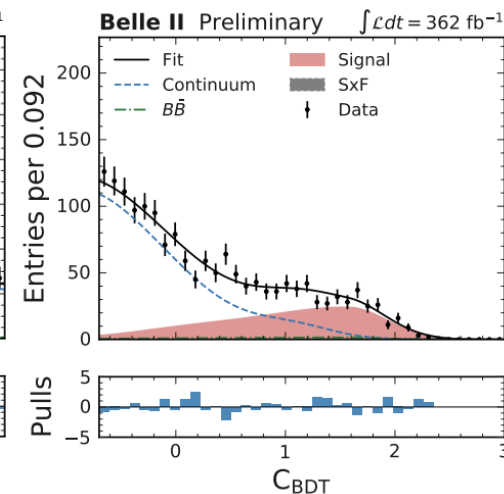 Belle II Preliminary ∫ℒdt = 362 fb⁻¹
Entries per 0.092
200
150
100
50
0
Fit
Continuum
BB̄
Signal
SxF
Data
Pulls
5
0
−5
0 1 2 3
C_BDT